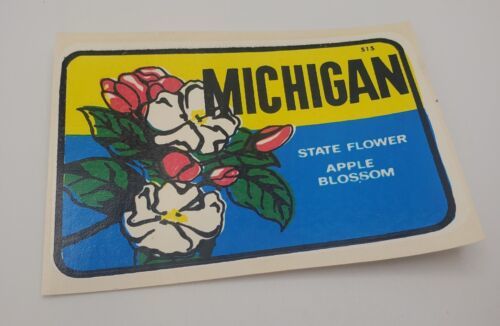 515
MICHIGAN
STATE FLOWER
APPLE
BLOSSOM